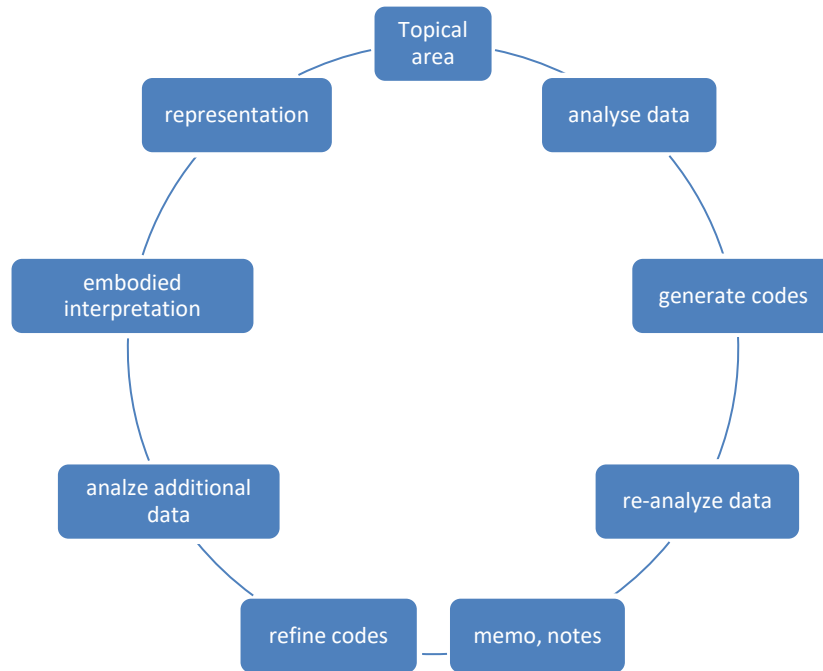 Topical
area
analyse data
generate codes
re-analyze data
memo, notes
refine codes
analze additional
data
embodied
interpretation
representation